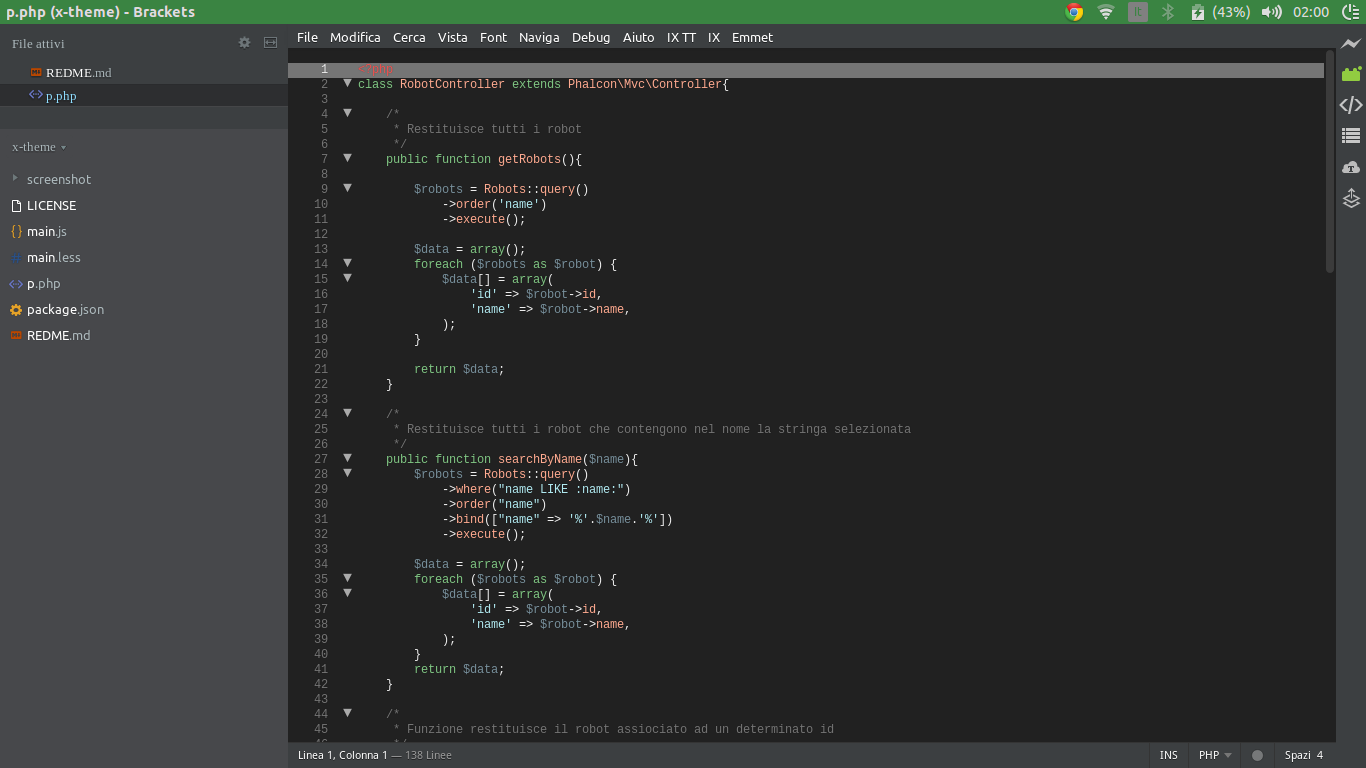 p.php (x-theme) - Brackets
It
(43%)
02:00
File attivi
REDME.md
p.php
x-theme
screenshot
LICENSE
main.js
main.less
p.php
package.json
REDME.md
File Modifica Cerca Vista Font Naviga Debug Aiuto IX TT IX Emmet
1 <?php
2 class RobotController extends Phalcon\Mvc\Controller{
3
4 /*
5 * Restituisce tutti i robot
6 */
7 public function getRobots(){
8
9 $robots = Robots::query()
10 ->order('name')
11 ->execute();
12
13 $data = array();
14 foreach ($robots as $robot) {
15 $data[] = array(
16 'id' => $robot->id,
17 'name' => $robot->name,
18 );
19 }
20
21 return $data;
22 }
23
24 /*
25 * Restituisce tutti i robot che contengono nel nome la stringa selezionata
26 */
27 public function searchByName($name){
28 $robots = Robots::query()
29 ->where("name LIKE :name:")
30 ->order("name")
31 ->bind(["name" => '%'.$name.'%'])
32 ->execute();
33
34 $data = array();
35 foreach ($robots as $robot) {
36 $data[] = array(
37 'id' => $robot->id,
38 'name' => $robot->name,
39 );
40 }
41 return $data;
42 }
43
44 /*
45 * Funzione restituisce il robot assiociato ad un determinato id
46 */
Linea 1, Colonna 1 — 138 Linee
INS PHP Spazi 4